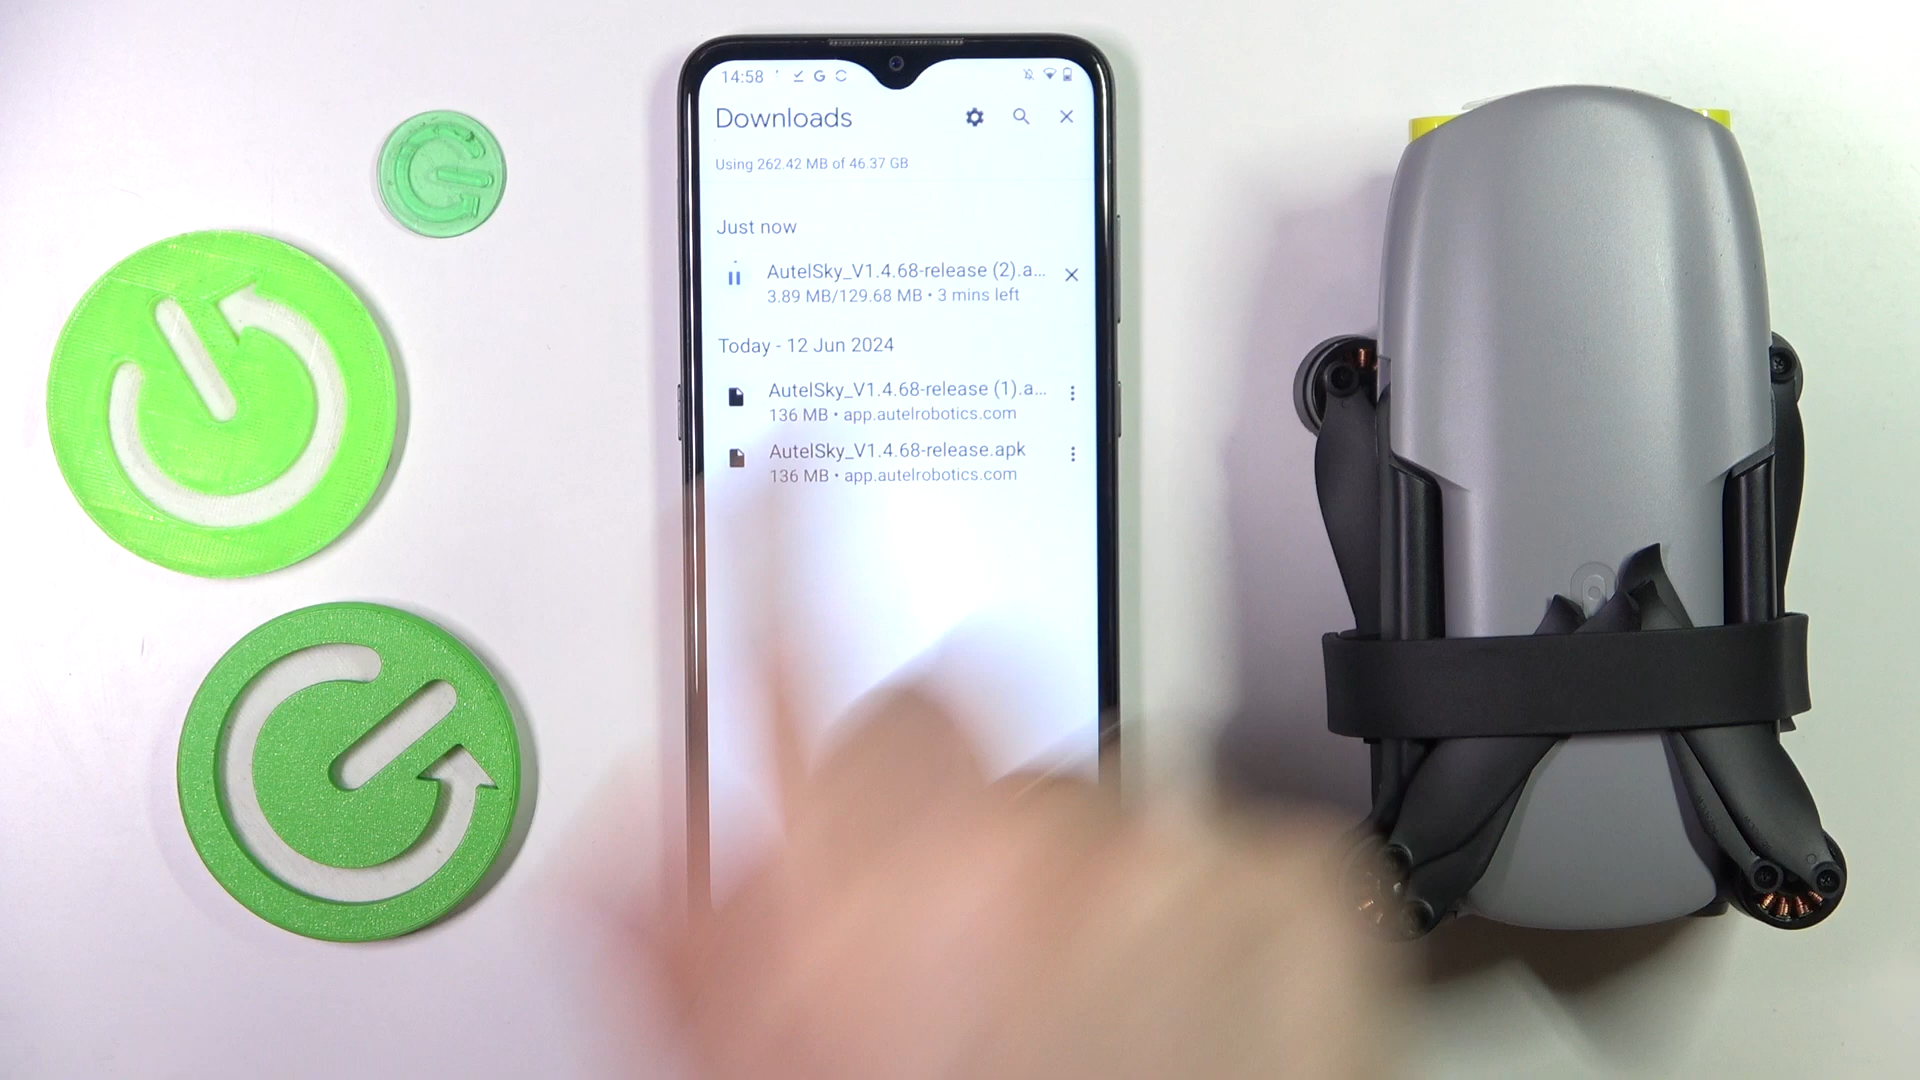 14:58
Downloads
Using 262.42 MB of 46.37 GB
Just now
AutelSky_V1.4.68-release (2).a...
3.89 MB/129.68 MB • 3 mins left
Today - 12 Jun 2024
AutelSky_V1.4.68-release (1).a...
136 MB • app.autelrobotics.com
AutelSky_V1.4.68-release.apk
136 MB • app.autelrobotics.com